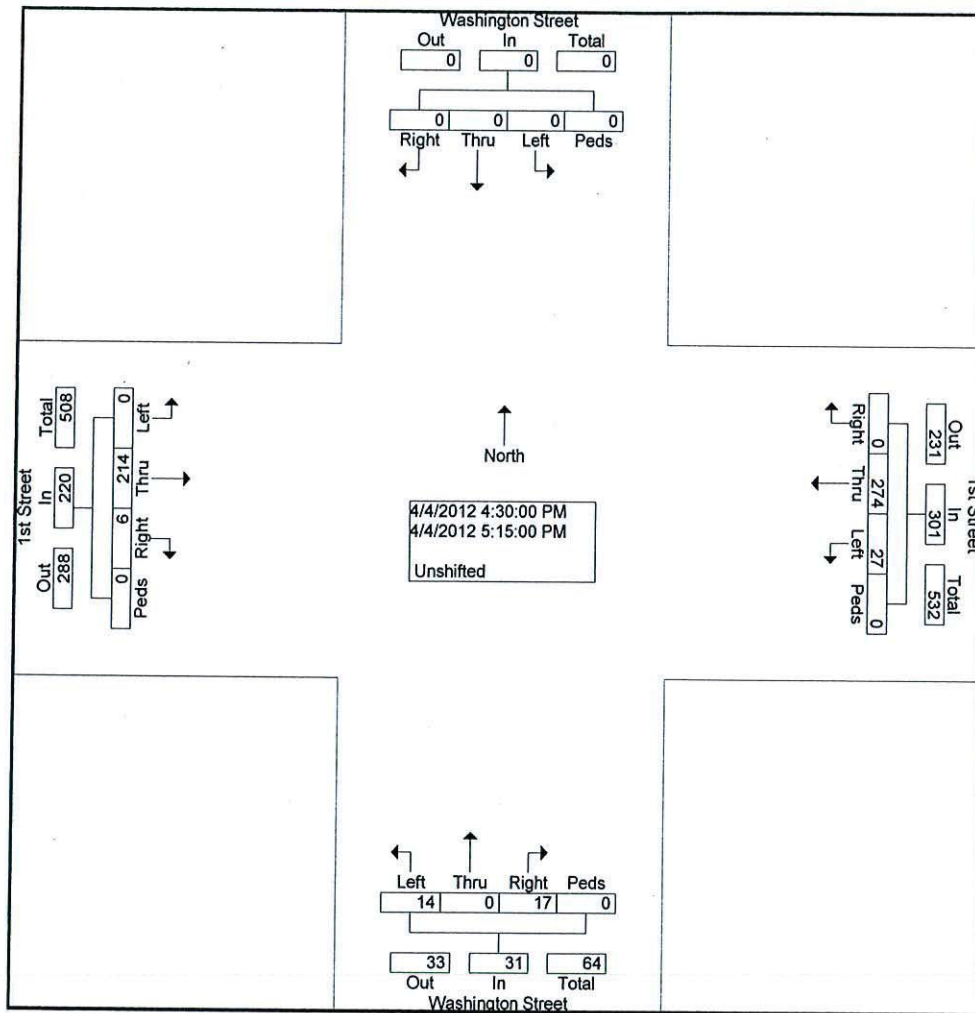 Washington Street
Out In Total
0 0 0
0 0 0 0
Right Thru Left Peds
Left Thru Right Peds
0 214 6 0
Total In Out
508 220 288
1st Street
North
4/4/2012 4:30:00 PM
4/4/2012 5:15:00 PM
Unshifted
Right Thru Left Peds
0 274 27 0
Out In Total
231 301 532
1st Street
Left Thru Right Peds
14 0 17 0
33 31 64
Out In Total
Washington Street